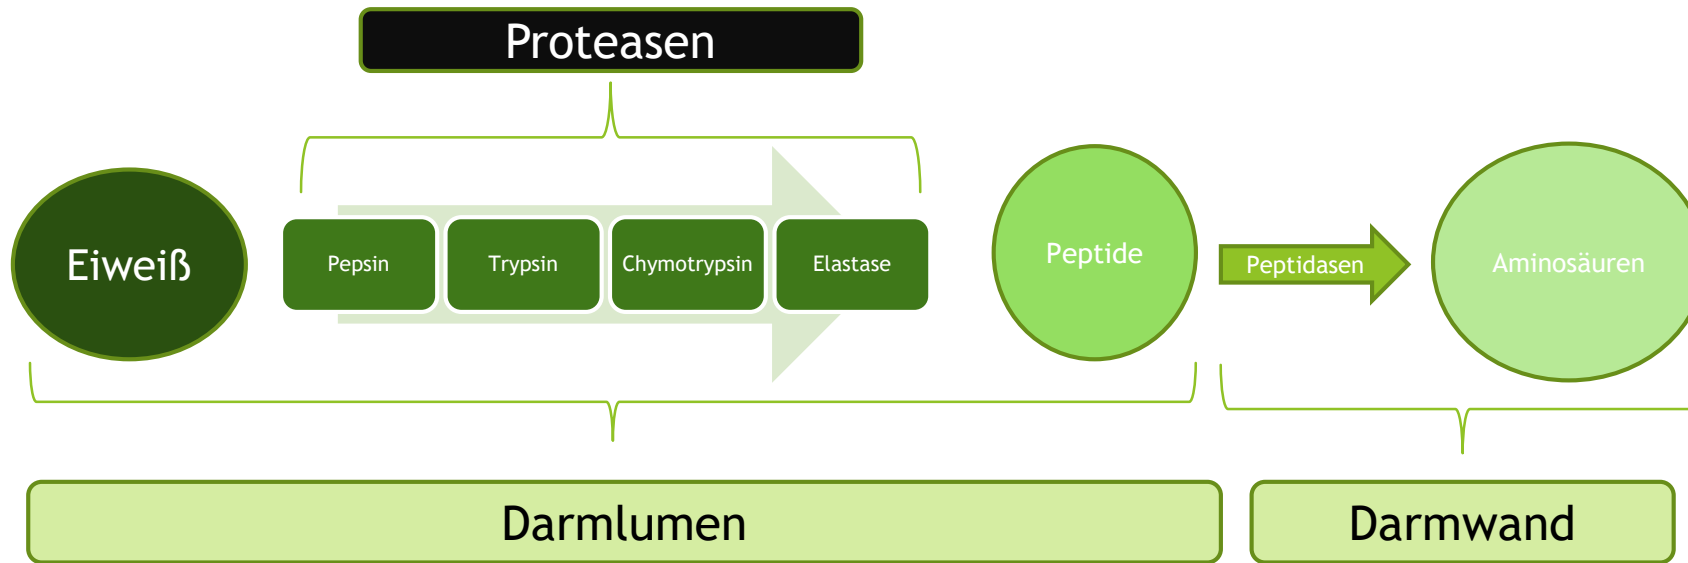 Proteasen
Eiweiß
Pepsin
Trypsin
Chymotrypsin
Elastase
Peptide
Peptidasen
Aminosäuren
Darmlumen
Darmwand